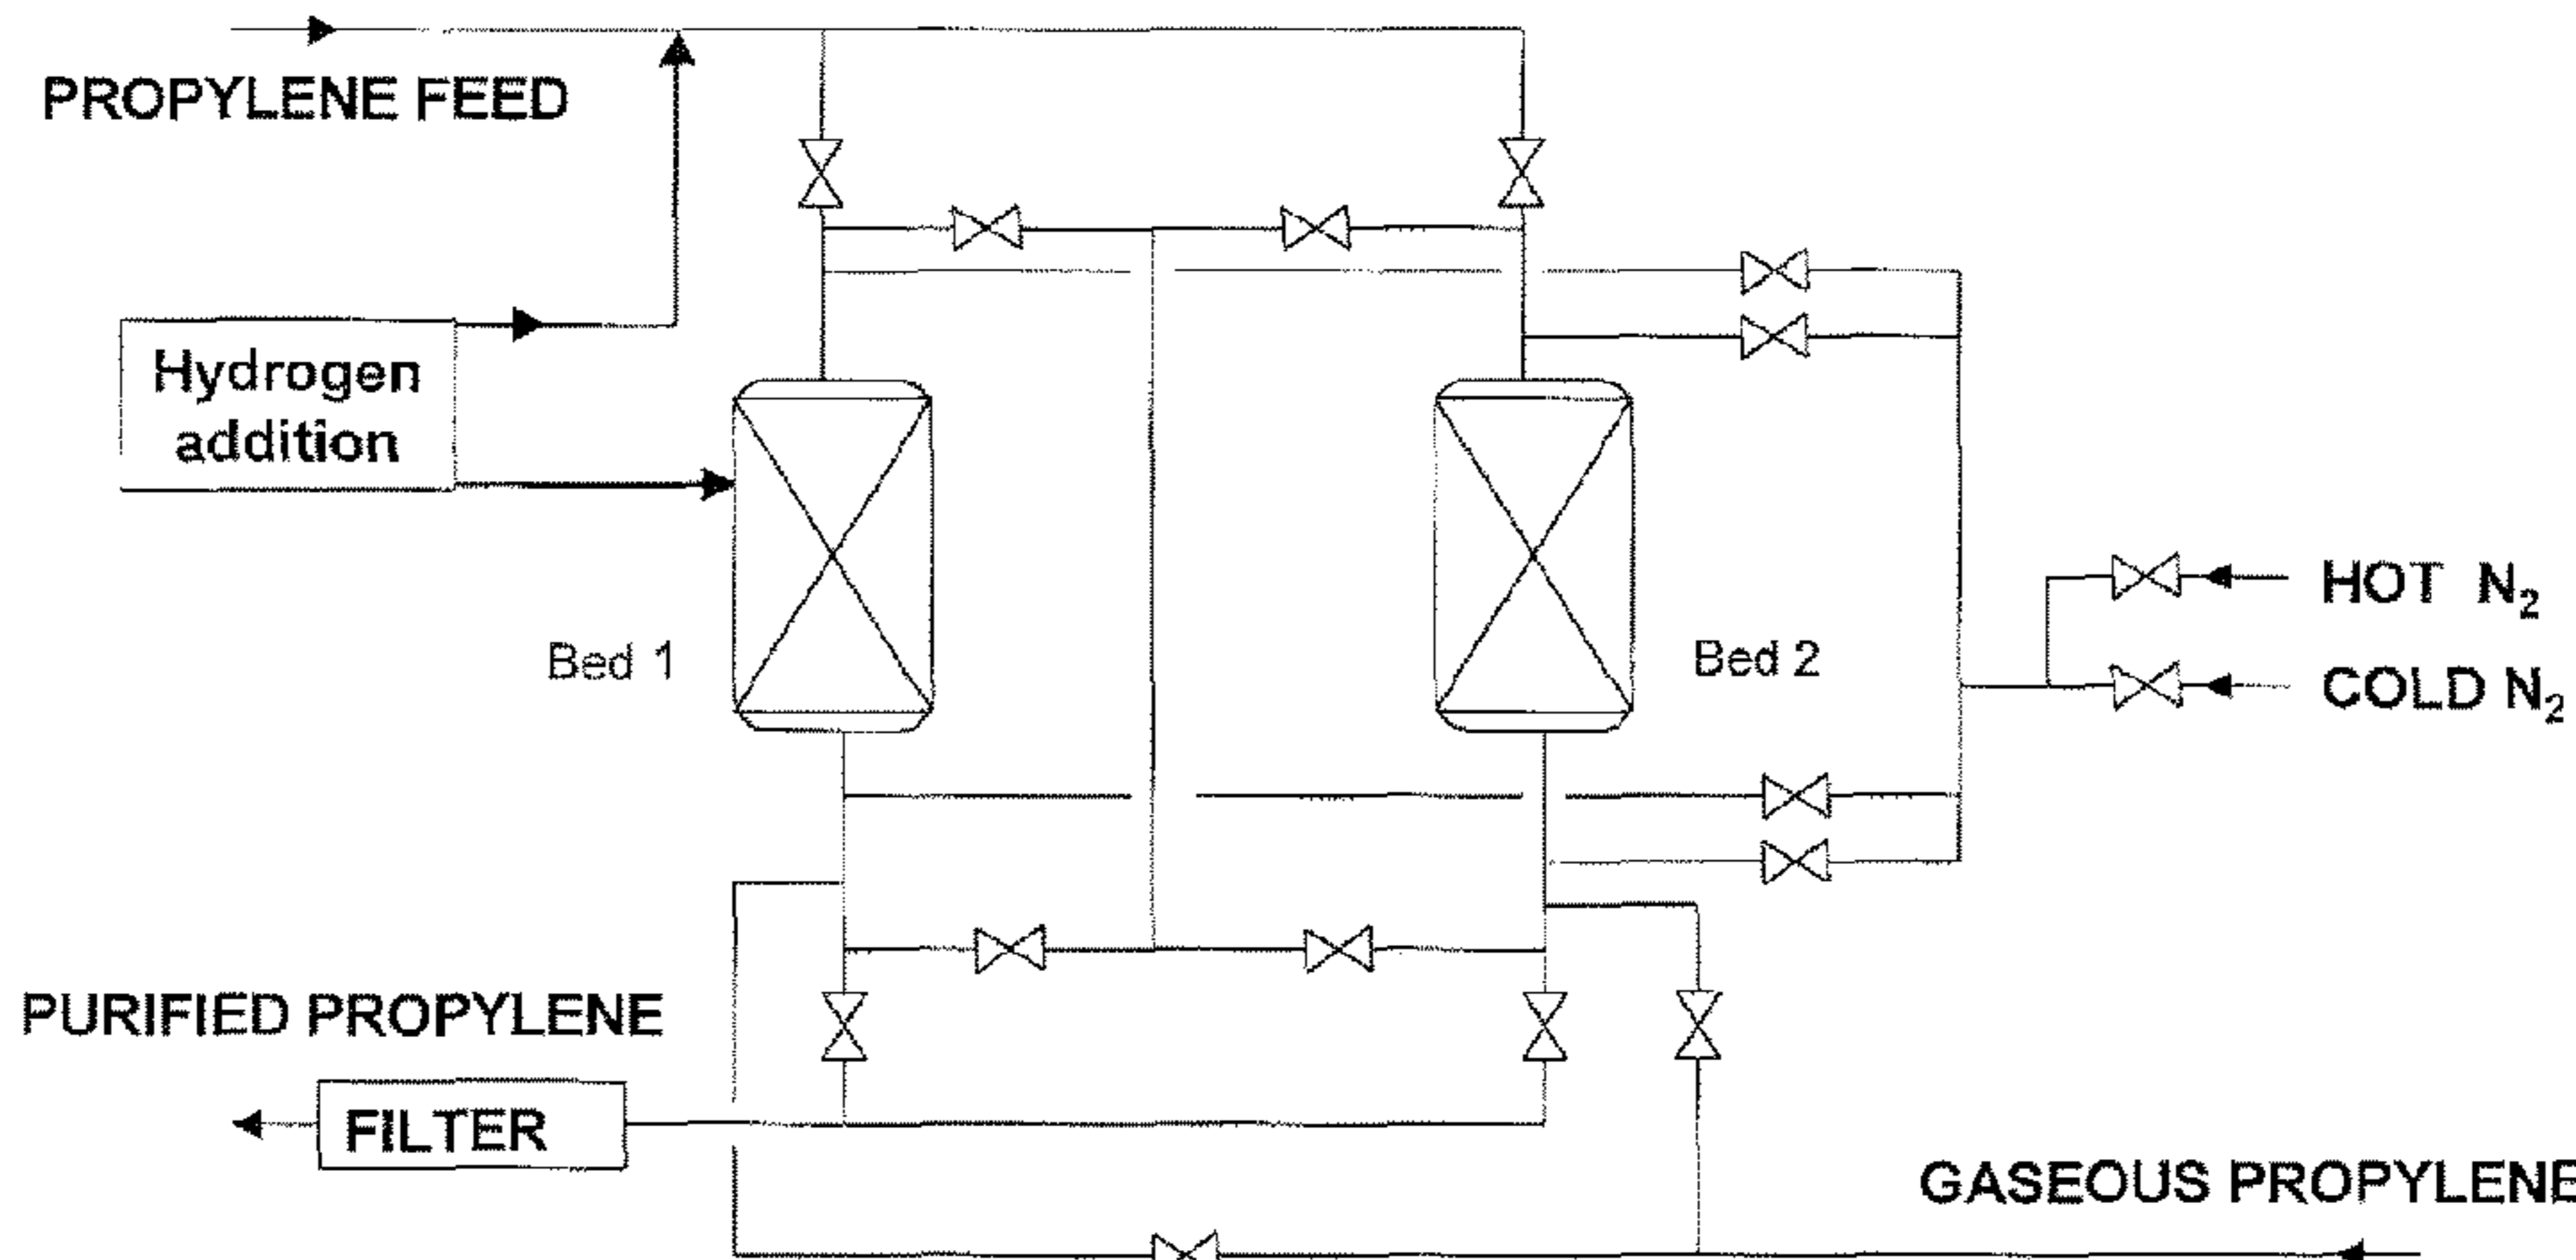 PROPYLENE FEED
Hydrogen
addition
HOT N₂
Bed 1
Bed 2
COLD N₂
PURIFIED PROPYLENE
FILTER
GASEOUS PROPYLENE